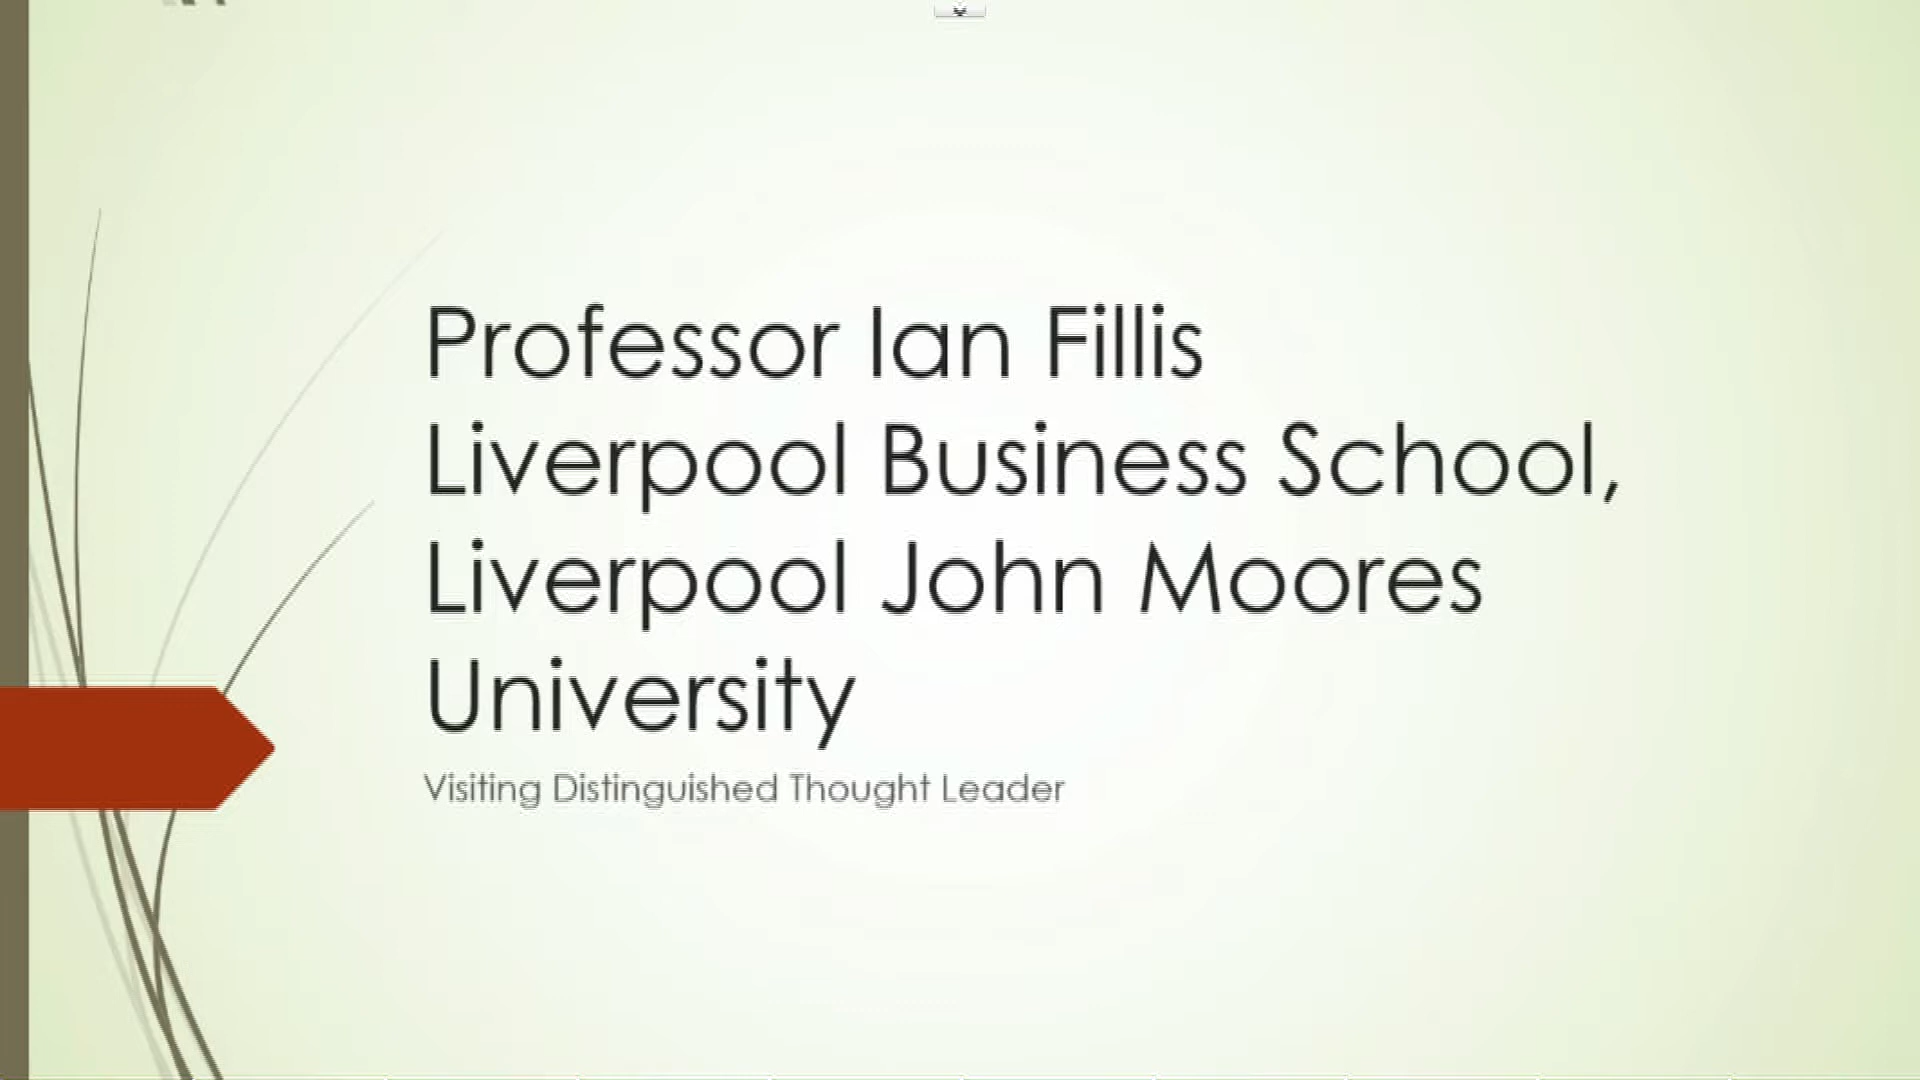 Professor Ian Fillis
Liverpool Business School,
Liverpool John Moores
University
Visiting Distinguished Thought Leader